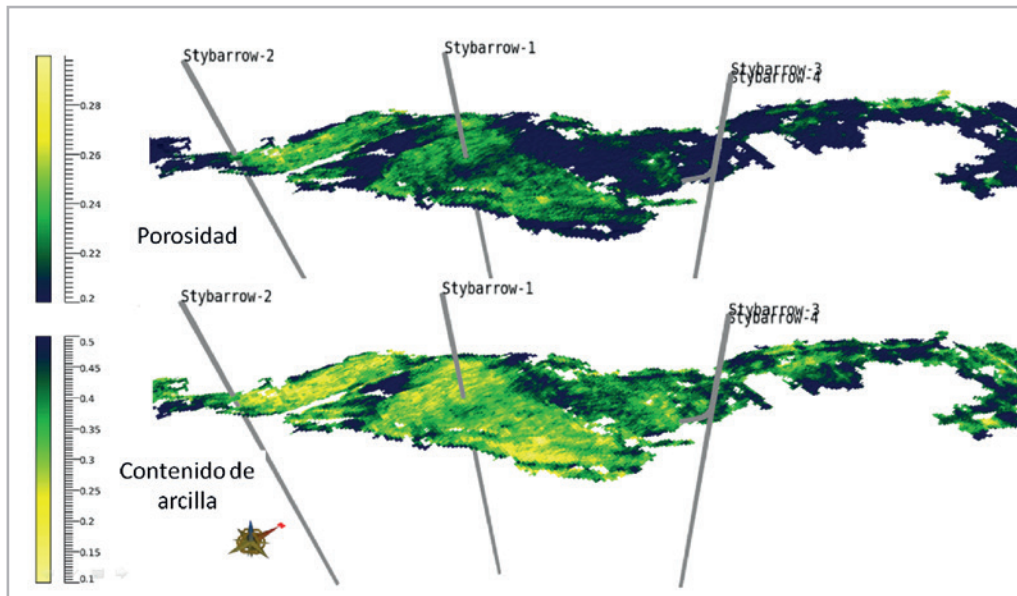 Stybarrow-2
Stybarrow-1
Stybarrow-3
Stybarrow-4
0.28
0.26
0.24
0.22
0.2
Porosidad
Stybarrow-2
Stybarrow-1
Stybarrow-3
Stybarrow-4
0.5
0.45
0.4
0.35
0.3
0.25
0.2
0.15
0.1
Contenido de
arcilla